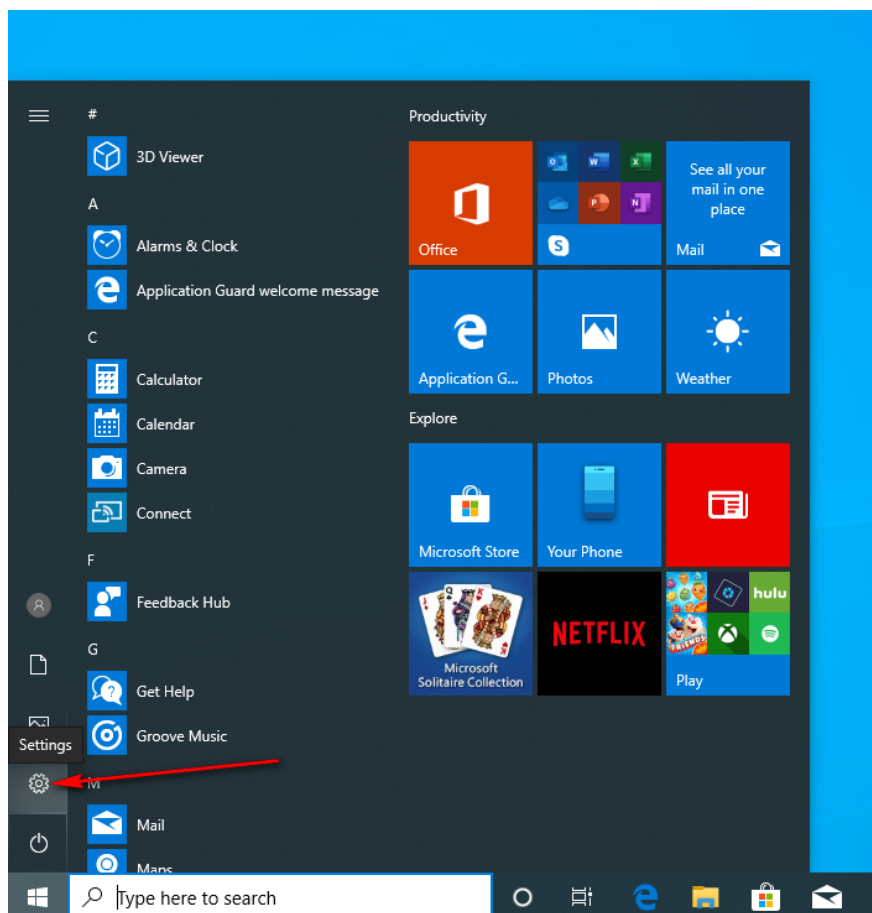 #
3D Viewer
A
Alarms & Clock
Application Guard welcome message
C
Calculator
Calendar
Camera
Connect
F
Feedback Hub
G
Get Help
Groove Music
M
Mail
Maps
Settings
Productivity
Office
See all your
mail in one
place
Mail
Application G...
Photos
Weather
Explore
Microsoft Store
Your Phone
Microsoft
Solitaire Collection
NETFLIX
hulu
FRIENDS
Play
Type here to search